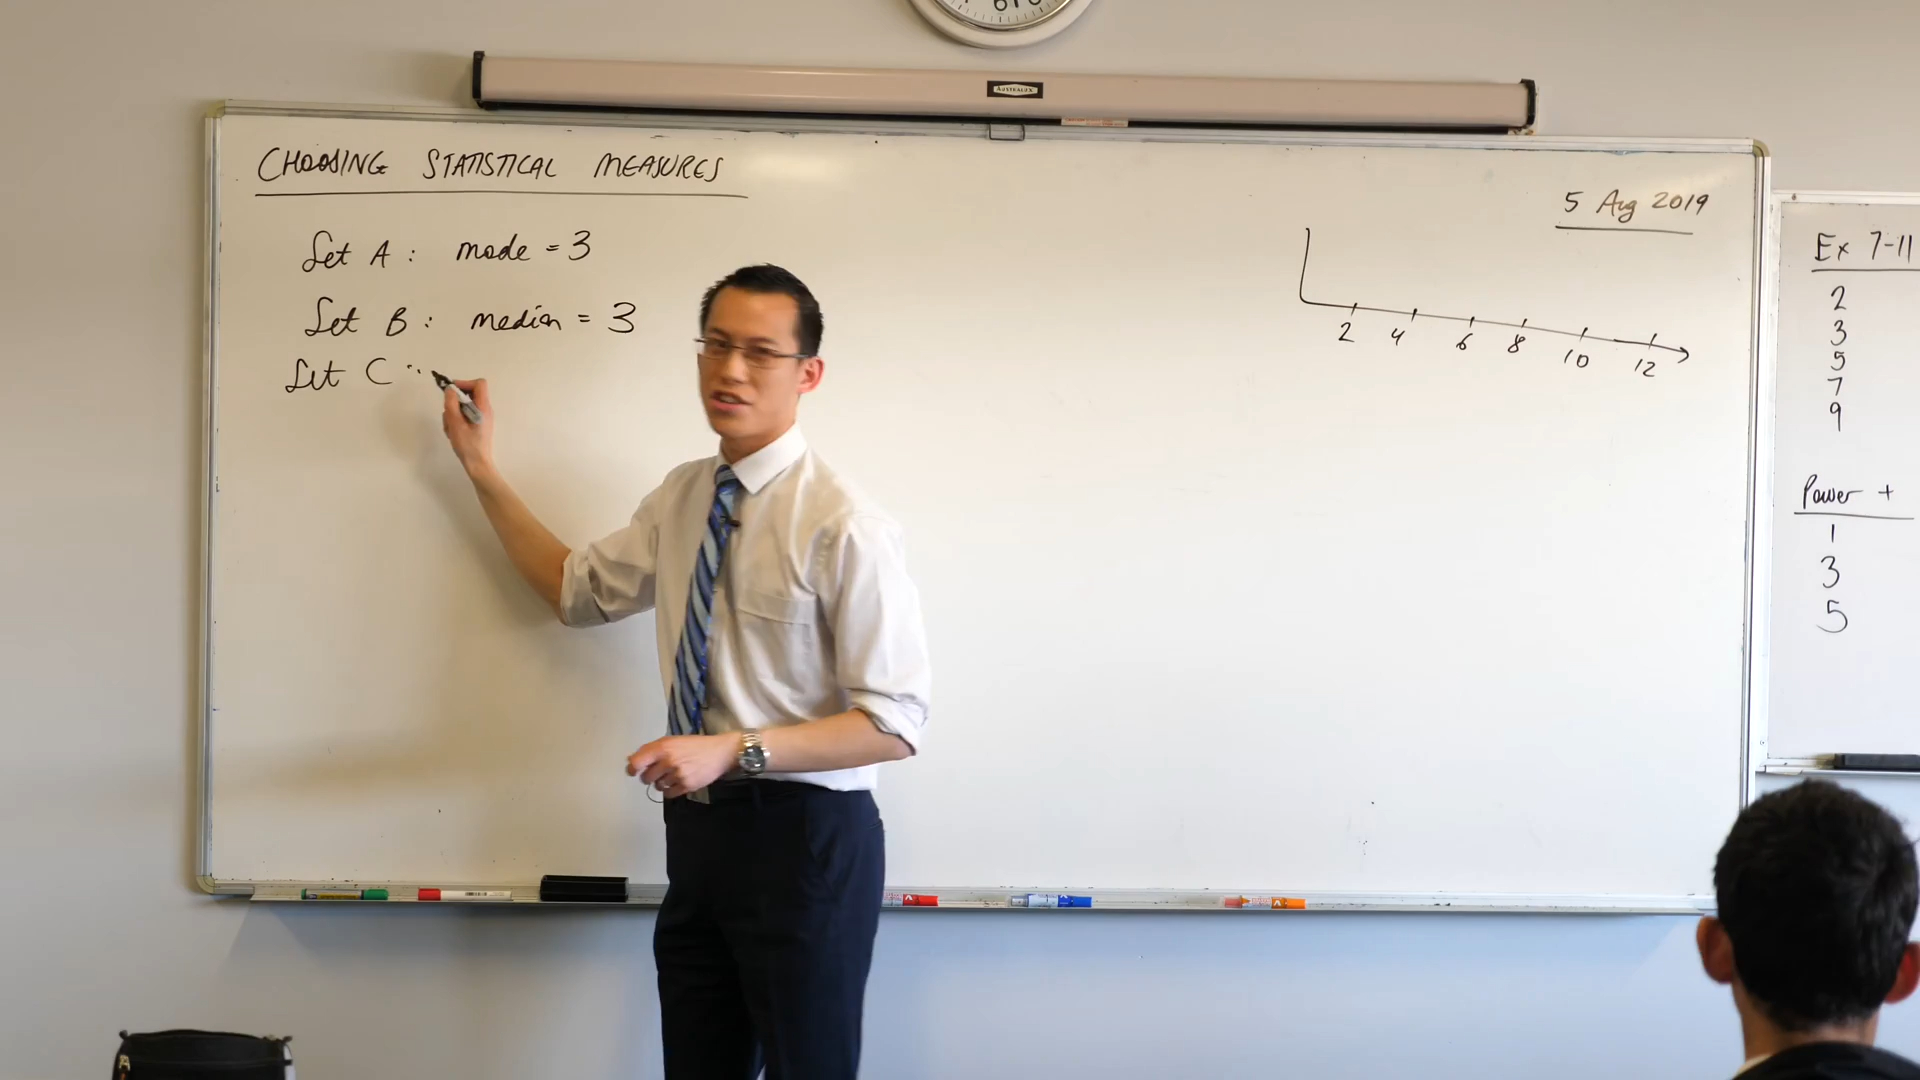 AUSTRALUX
CHOOSING STATISTICAL MEASURES
5 Aug 2019
Set A : mode = 3
Set B : median = 3
Set C :
2 4 6 8 10 12
Ex 7-11
2
3
5
7
9
Power +
1
3
5